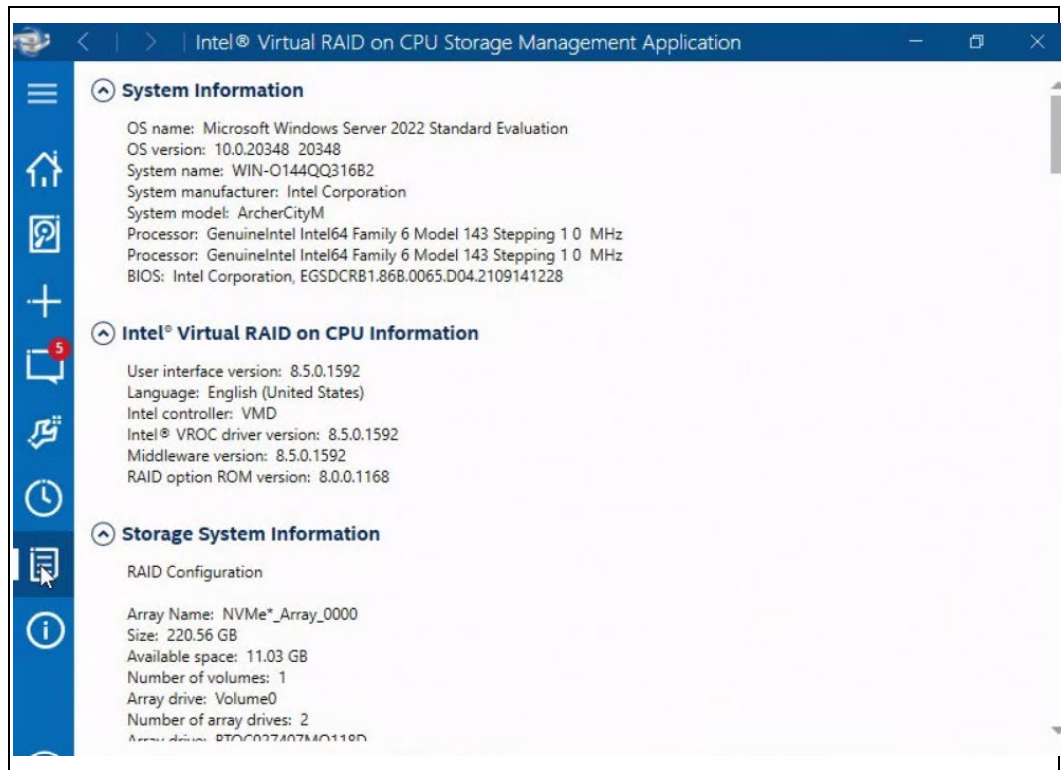 Intel® Virtual RAID on CPU Storage Management Application
System Information
OS name: Microsoft Windows Server 2022 Standard Evaluation
OS version: 10.0.20348 20348
System name: WIN-O144QQ316B2
System manufacturer: Intel Corporation
System model: ArcherCityM
Processor: GenuineIntel Intel64 Family 6 Model 143 Stepping 1 0 MHz
Processor: GenuineIntel Intel64 Family 6 Model 143 Stepping 1 0 MHz
BIOS: Intel Corporation, EGSDCRB1.86B.0065.D04.2109141228
Intel® Virtual RAID on CPU Information
5
User interface version: 8.5.0.1592
Language: English (United States)
Intel controller: VMD
Intel® VROC driver version: 8.5.0.1592
Middleware version: 8.5.0.1592
RAID option ROM version: 8.0.0.1168
Storage System Information
RAID Configuration
Array Name: NVMe*_Array_0000
Size: 220.56 GB
Available space: 11.03 GB
Number of volumes: 1
Array drive: Volume0
Number of array drives: 2
Array drive: